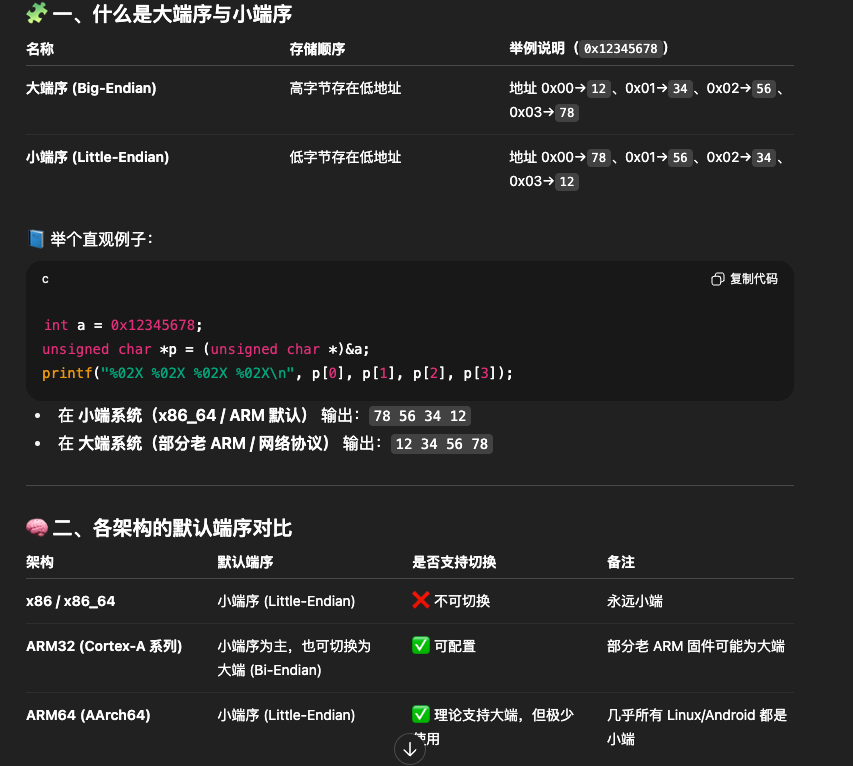 🧩 一、什么是大端序与小端序
名称 存储顺序 举例说明（0x12345678）
大端序 (Big-Endian) 高字节存在低地址 地址 0x00→12、0x01→34、0x02→56、
0x03→78
小端序 (Little-Endian) 低字节存在低地址 地址 0x00→78、0x01→56、0x02→34、
0x03→12
📘 举个直观例子：
c 复制代码
int a = 0x12345678;
unsigned char *p = (unsigned char *)&a;
printf("%02X %02X %02X %02X\n", p[0], p[1], p[2], p[3]);
• 在 小端系统（x86_64 / ARM 默认） 输出：78 56 34 12
• 在 大端系统（部分老 ARM / 网络协议） 输出：12 34 56 78
🧠 二、各架构的默认端序对比
架构 默认端序 是否支持切换 备注
x86 / x86_64 小端序 (Little-Endian) ❌ 不可切换 永远小端
ARM32 (Cortex-A 系列) 小端序为主，也可切换为 ✅ 可配置 部分老 ARM 固件可能为大端
大端 (Bi-Endian)
ARM64 (AArch64) 小端序 (Little-Endian) ✅ 理论支持大端，但极少 几乎所有 Linux/Android 都是
使用 小端